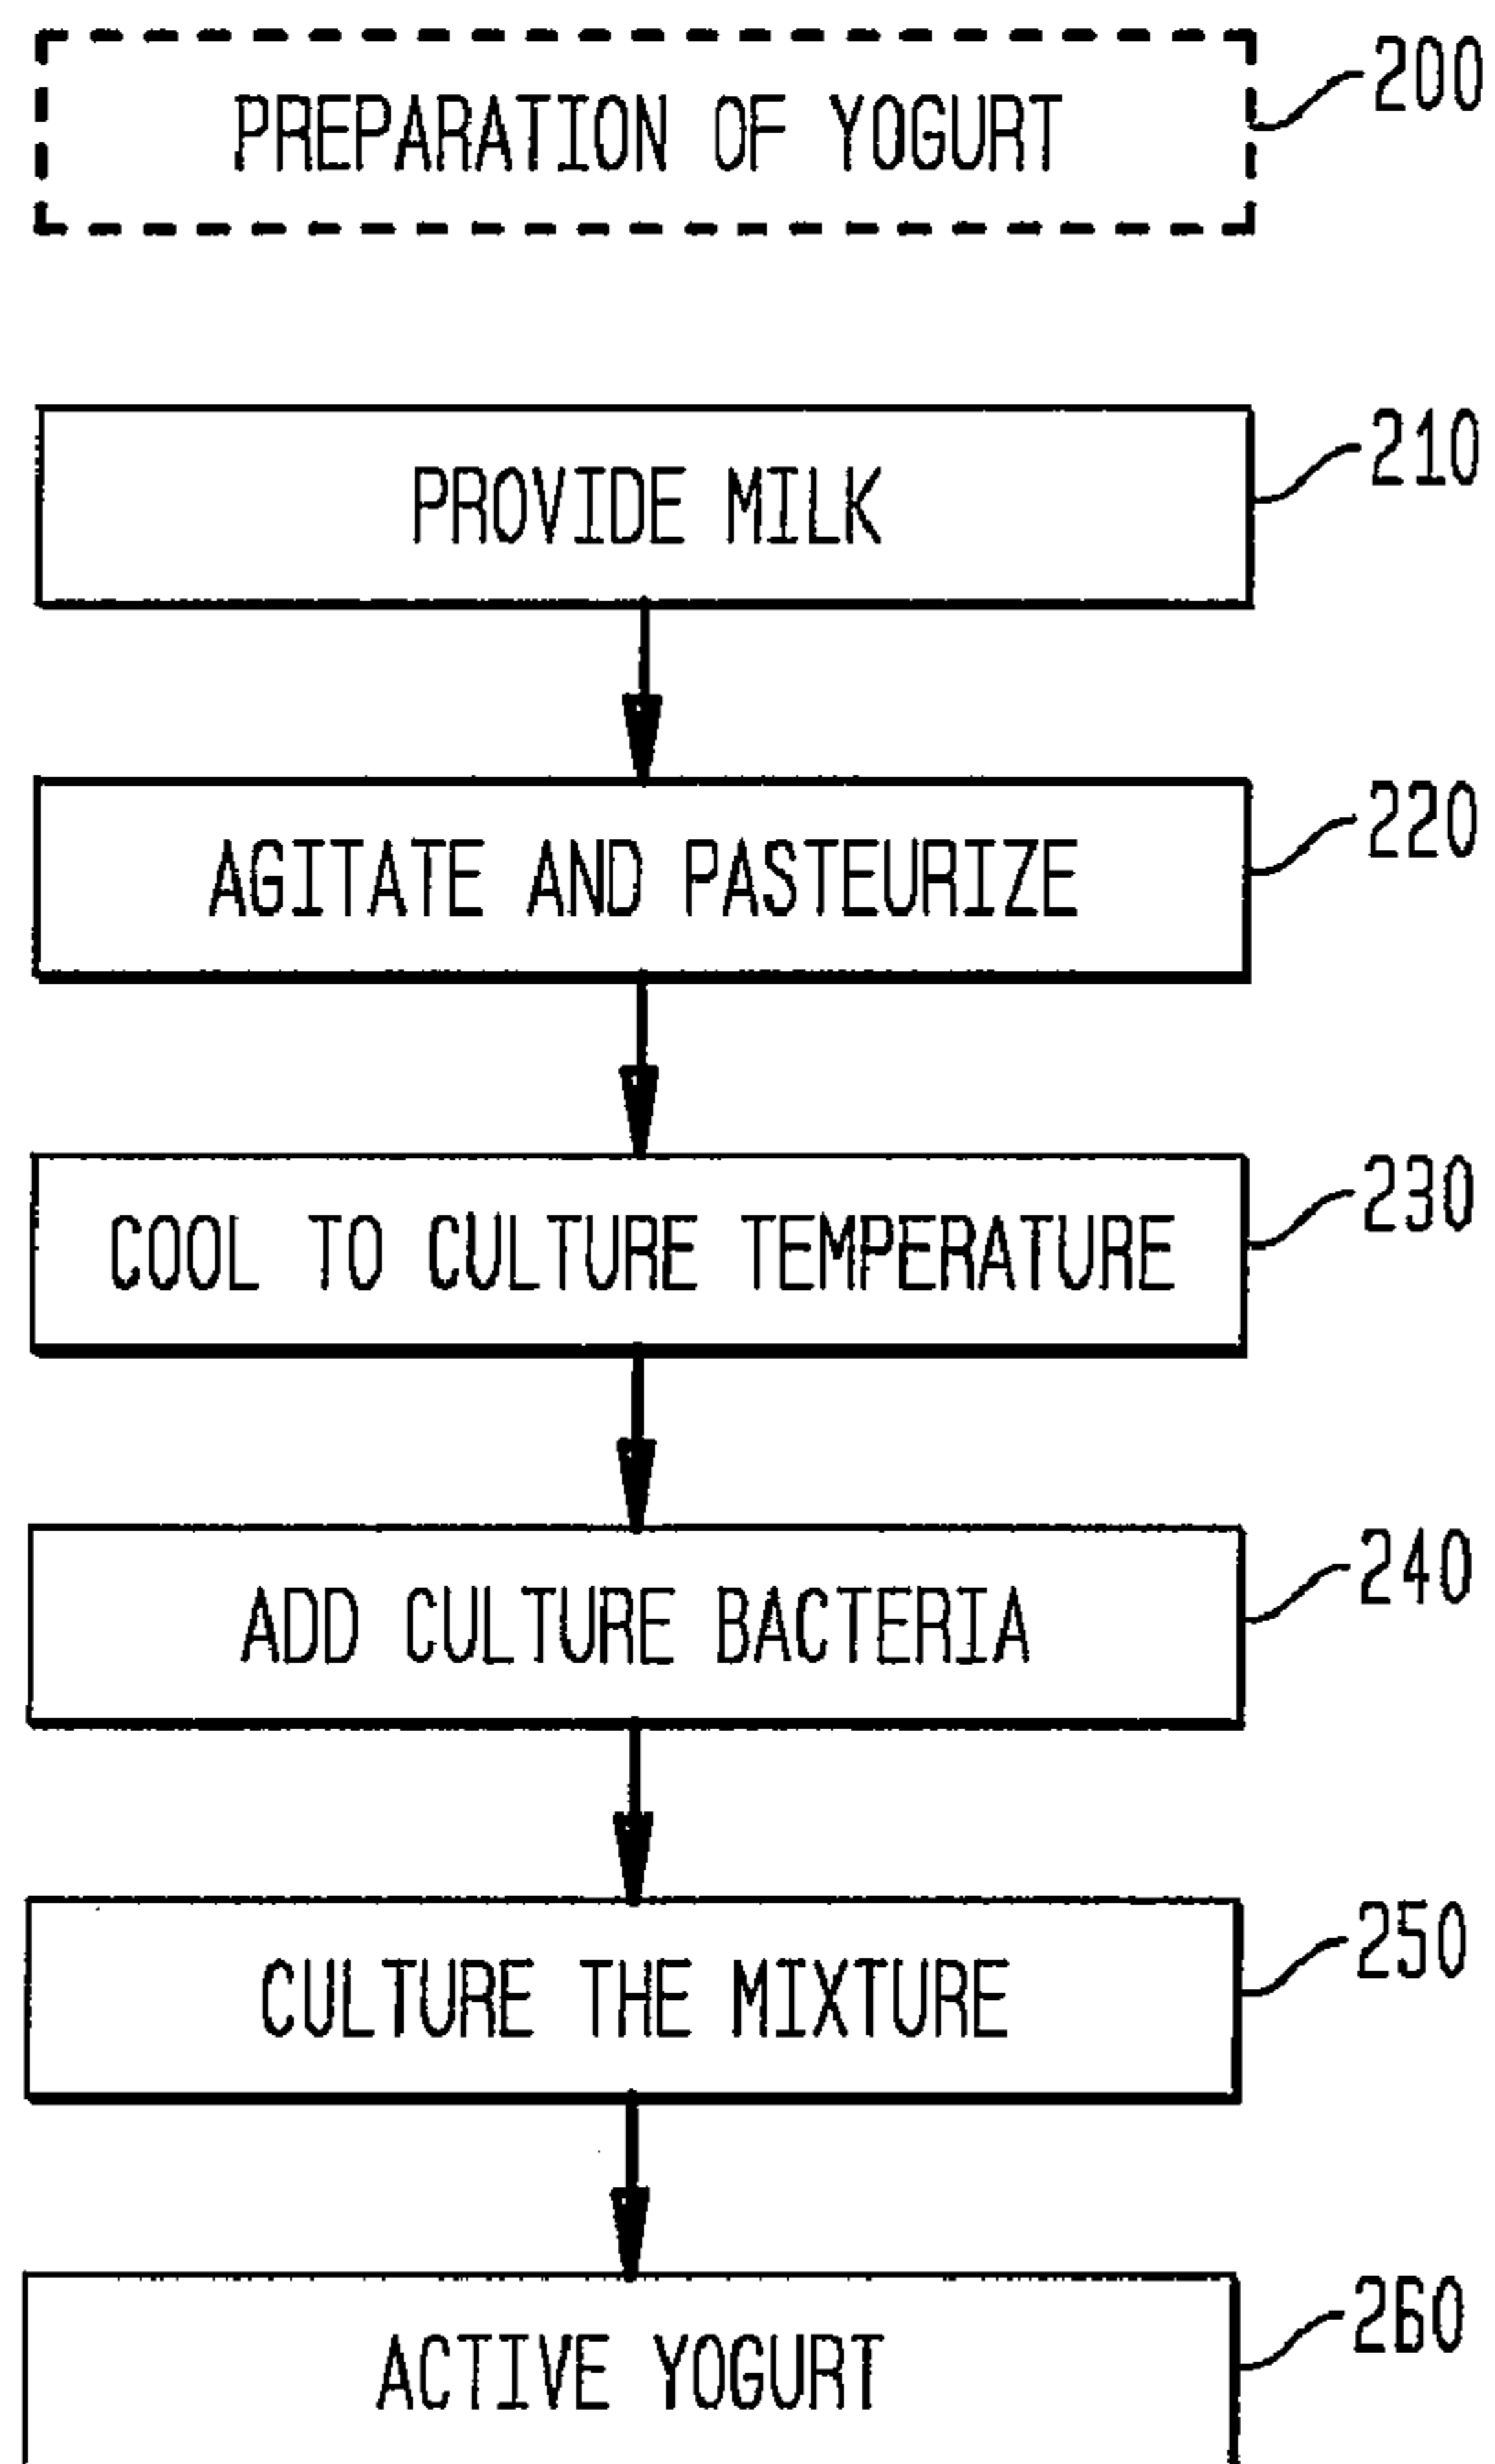 PREPARATION OF YOGURT 200
PROVIDE MILK 210
AGITATE AND PASTEURIZE 220
COOL TO CULTURE TEMPERATURE 230
ADD CULTURE BACTERIA 240
CULTURE THE MIXTURE 250
ACTIVE YOGURT 260